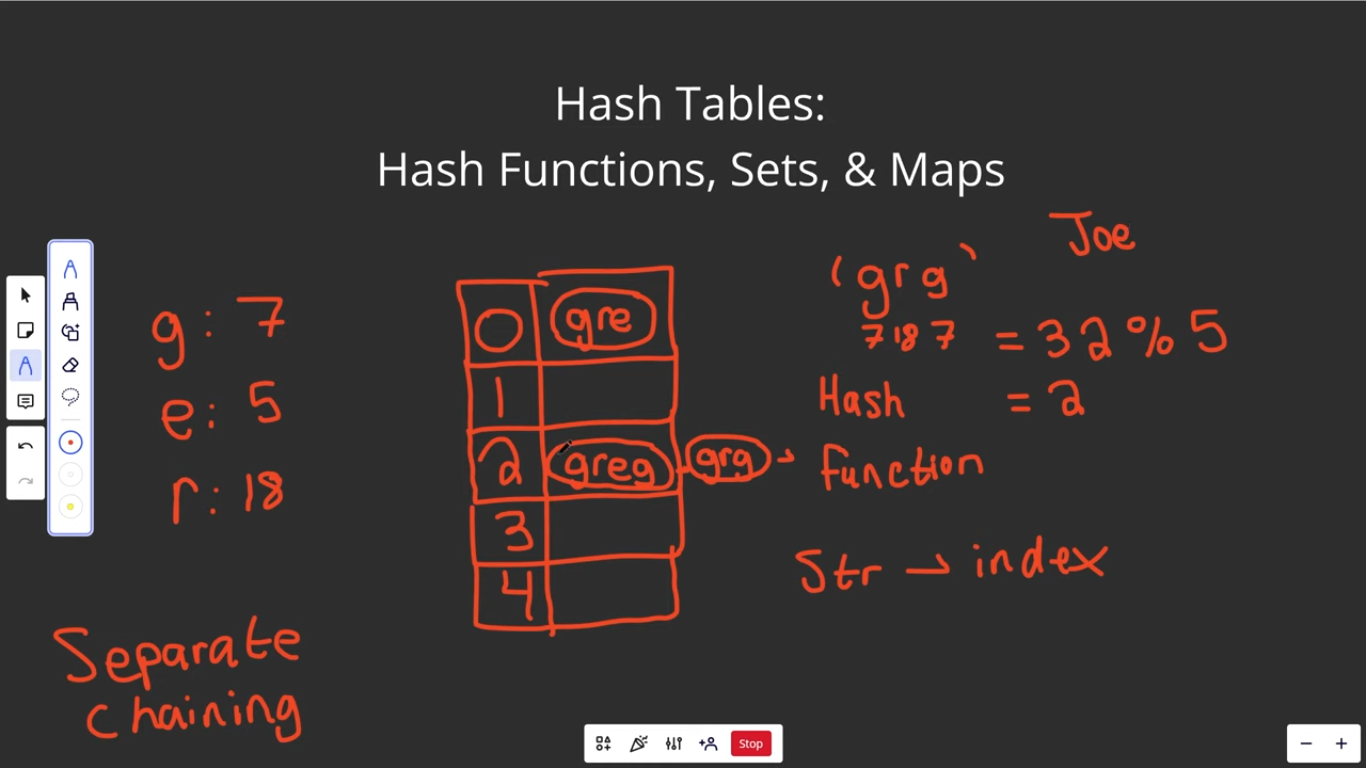 Hash Tables:
Hash Functions, Sets, & Maps
Joe
'grg'
7 18 7 = 32 % 5
Hash = 2
function
Str → index
g: 7
e: 5
r: 18
0 gre
1
2 greg grg
3
4
Separate
chaining
Stop